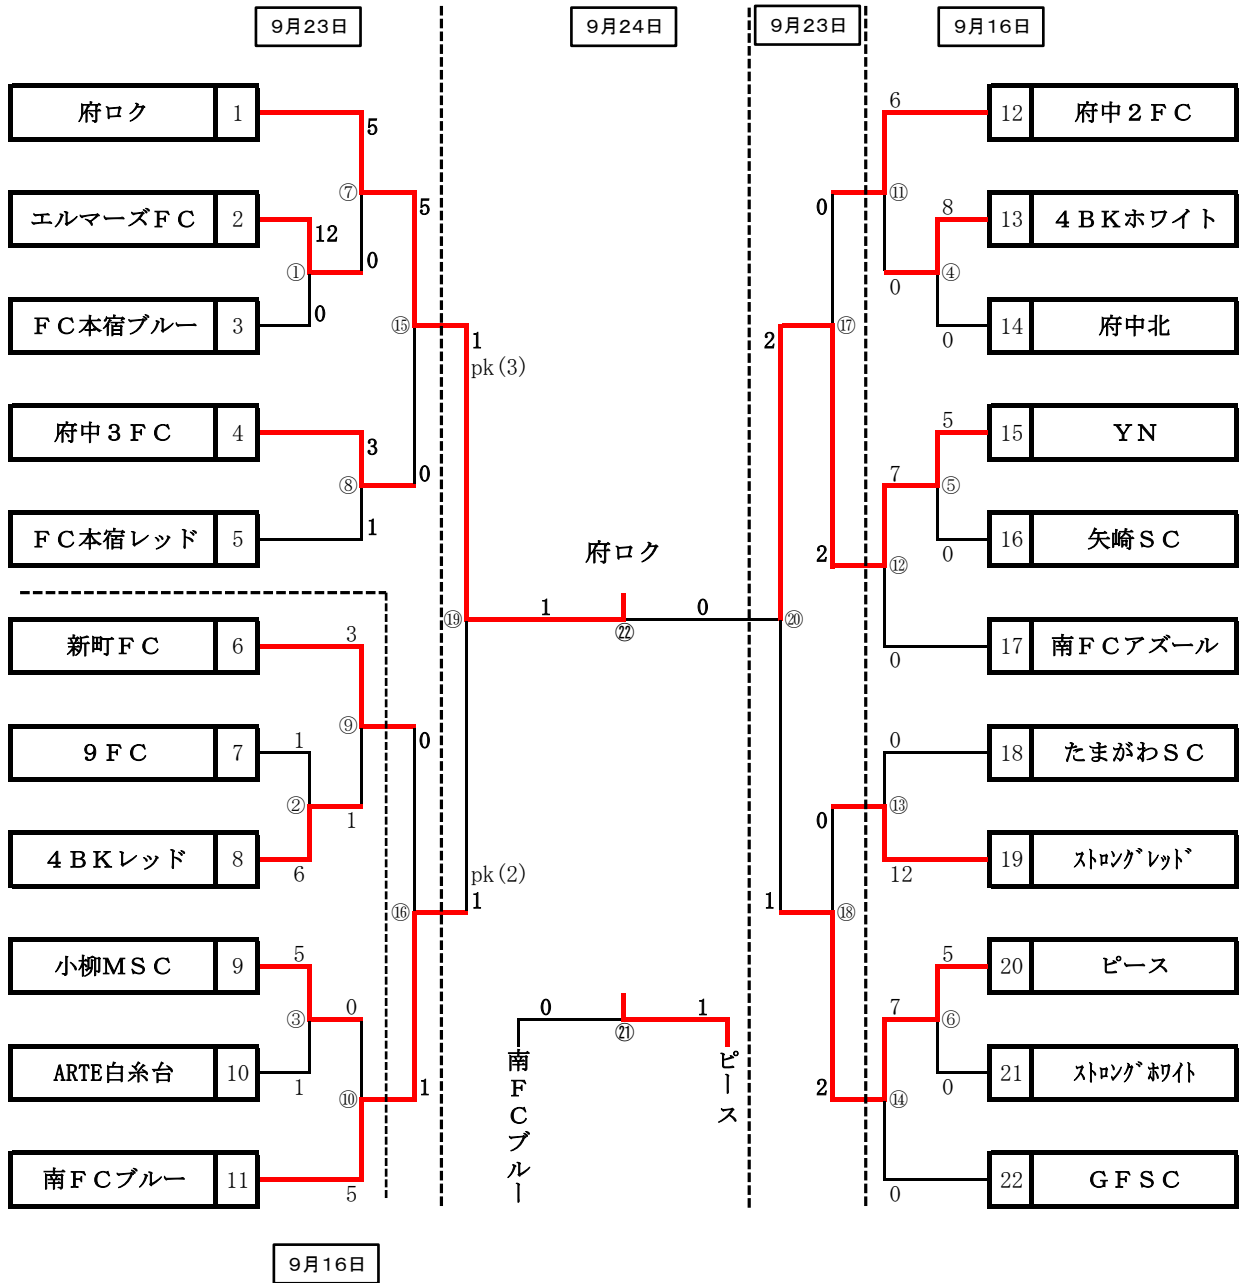 9月23日
9月24日
9月23日
9月16日
府ロク 1
5
6
12 府中2FC
⑦
5
0
⑪
エルマーズFC 2
12
8
13 4BKホワイト
①
0
0
④
FC本宿ブルー 3
0
⑮
1
pk(3)
2
⑰
0
14 府中北
府中3FC 4
3
5
15 YN
⑧
0
7
⑤
FC本宿レッド 5
1
府ロク
2
⑫
0
16 矢崎SC
⑲
1
㉒
0
⑳
新町FC 6
3
0
17 南FCアズール
⑨
0
9FC 7
1
0
18 たまがわSC
②
1
0
⑬
4BKレッド 8
6
12
19 ストロングレッド
pk(2)
1
⑯
1
⑱
小柳MSC 9
5
5
20 ピース
③
0
0
1
㉑
7
⑥
ARTE白糸台 10
1
0
21 ストロングホワイト
⑩
1
南FCブルー
ピース
2
⑭
南FCブルー 11
5
0
22 GFSC
9月16日